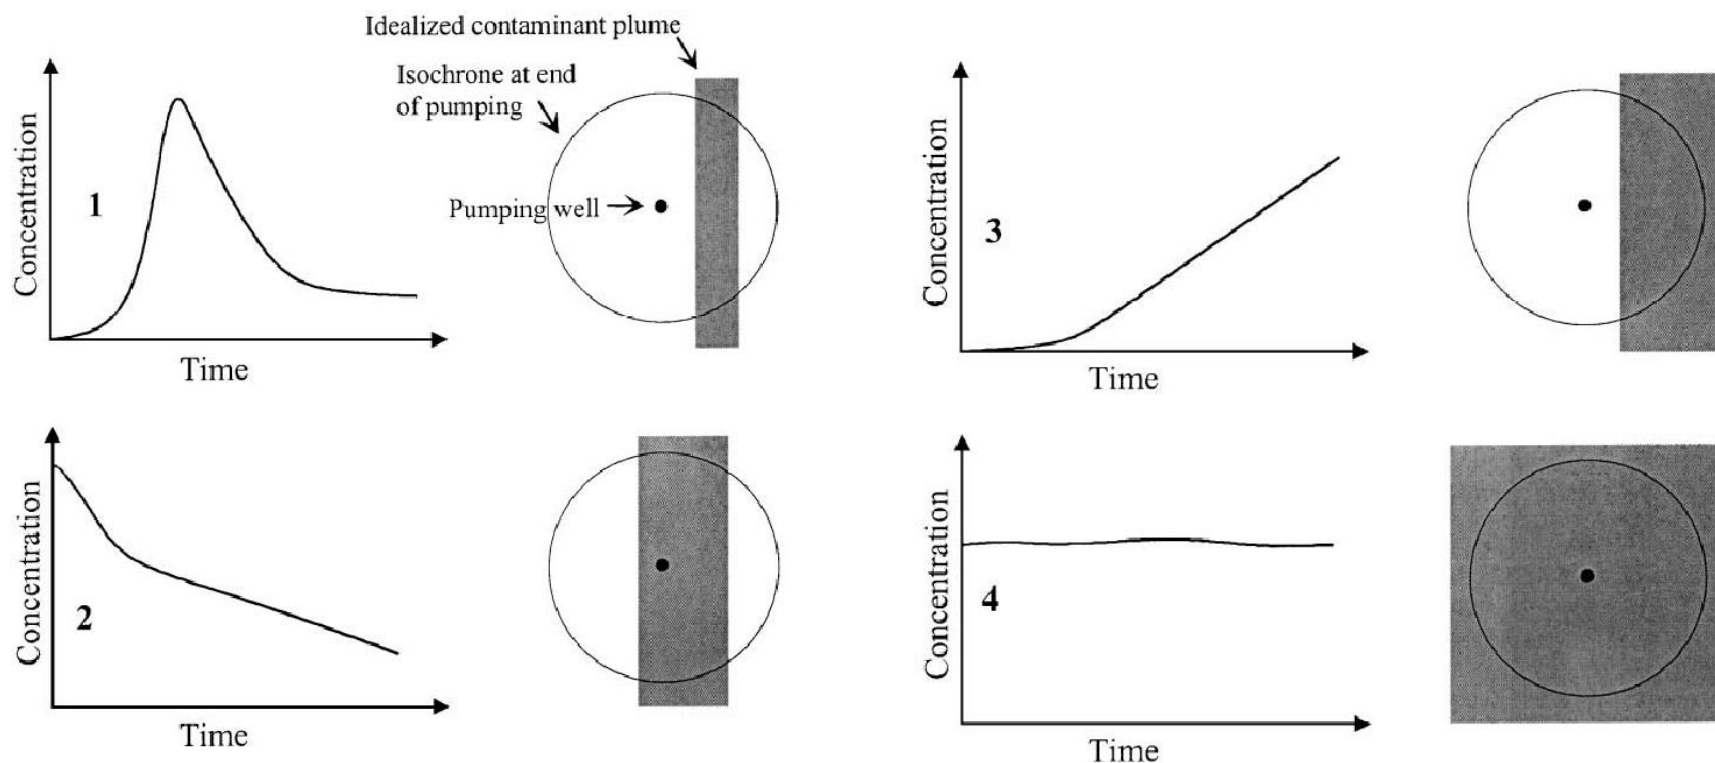 Idealized contaminant plume
Isochrone at end
of pumping
Pumping well
Concentration
1
Time
Concentration
3
Time
Concentration
2
Time
Concentration
4
Time